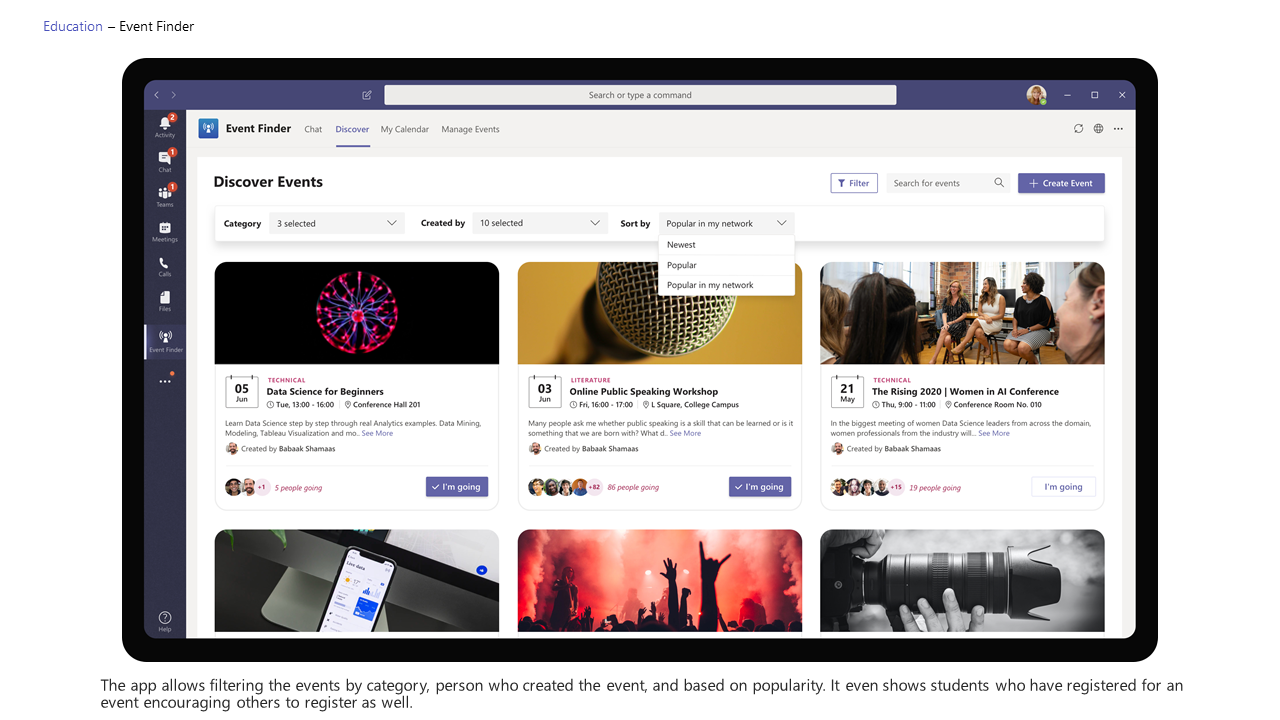 Education – Event Finder
Search or type a command
2
Activity
1
Chat
1
Teams
Meetings
Calls
Files
Event Finder
Help
Event Finder Chat Discover My Calendar Manage Events
Discover Events
Filter Search for events + Create Event
Category 3 selected Created by 10 selected Sort by Popular in my network
Newest
Popular
Popular in my network
05
Jun
TECHNICAL
Data Science for Beginners
Tue, 13:00 - 16:00 Conference Hall 201
Learn Data Science step by step through real Analytics examples. Data Mining,
Modeling, Tableau Visualization and mo.. See More
Created by Babaak Shamaas
+1 5 people going I'm going
03
Jun
LITERATURE
Online Public Speaking Workshop
Fri, 16:00 - 17:00 L Square, College Campus
Many people ask me whether public speaking is a skill that can be learned or is it
something that we are born with? What d.. See More
Created by Babaak Shamaas
+82 86 people going I'm going
21
May
TECHNICAL
The Rising 2020 | Women in AI Conference
Thu, 9:00 - 11:00 Conference Room No. 010
In the biggest meeting of women Data Science leaders from across the domain,
women professionals from the industry will... See More
Created by Babaak Shamaas
+15 19 people going I'm going
Live data
The app allows filtering the events by category, person who created the event, and based on popularity. It even shows students who have registered for an
event encouraging others to register as well.